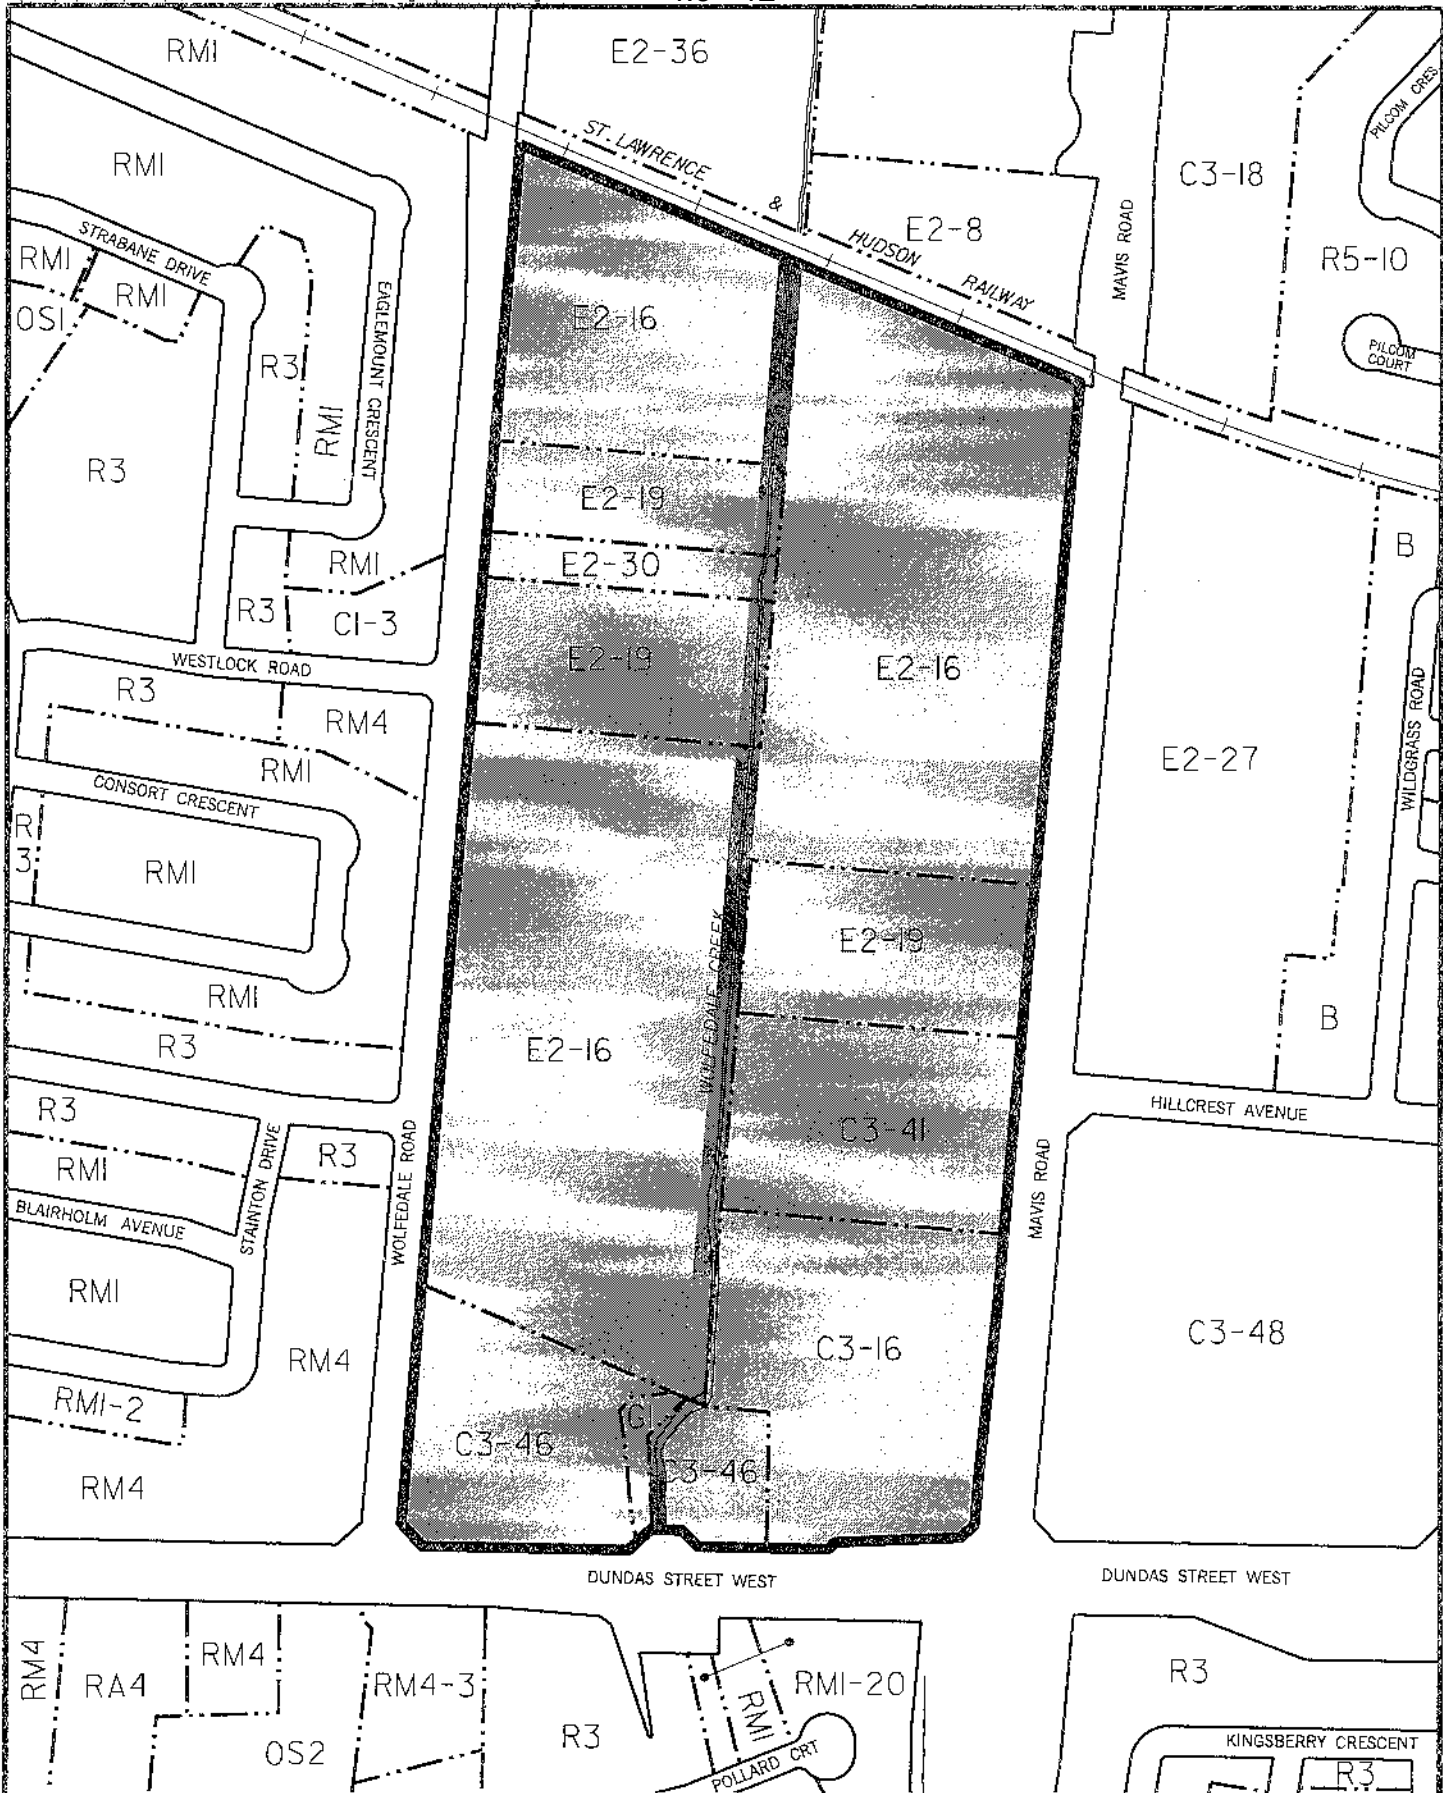 RM1
E2-36
ST. LAWRENCE
&
HUDSON
RAILWAY
E2-8
MAVIS ROAD
C3-18
PILCOM CRES.
R5-10
PILCOM
COURT
RM1
STRABANE DRIVE
RM1
RM1
OS1
EAGLEMOUNT CRESCENT
R3
RM1
R3
E2-16
E2-19
E2-30
E2-19
E2-16
RM1
R3
C1-3
B
WESTLOCK ROAD
R3
RM4
RM1
E2-27
WILDGRASS ROAD
CONSORT CRESCENT
R
3
RM1
WOLFEDALE CREEK
E2-19
RM1
R3
E2-16
B
HILLCREST AVENUE
R3
RM1
STAINTON DRIVE
R3
WOLFEDALE ROAD
C3-41
MAVIS ROAD
BLAIRHOLM AVENUE
RM1
RM4
C3-16
C3-48
RM1-2
G1
C3-46
C3-46
RM4
DUNDAS STREET WEST
DUNDAS STREET WEST
RM4
RA4
RM4
OS2
RM4-3
R3
RM1
RM1-20
POLLARD CRT
R3
KINGSBERRY CRESCENT
R3